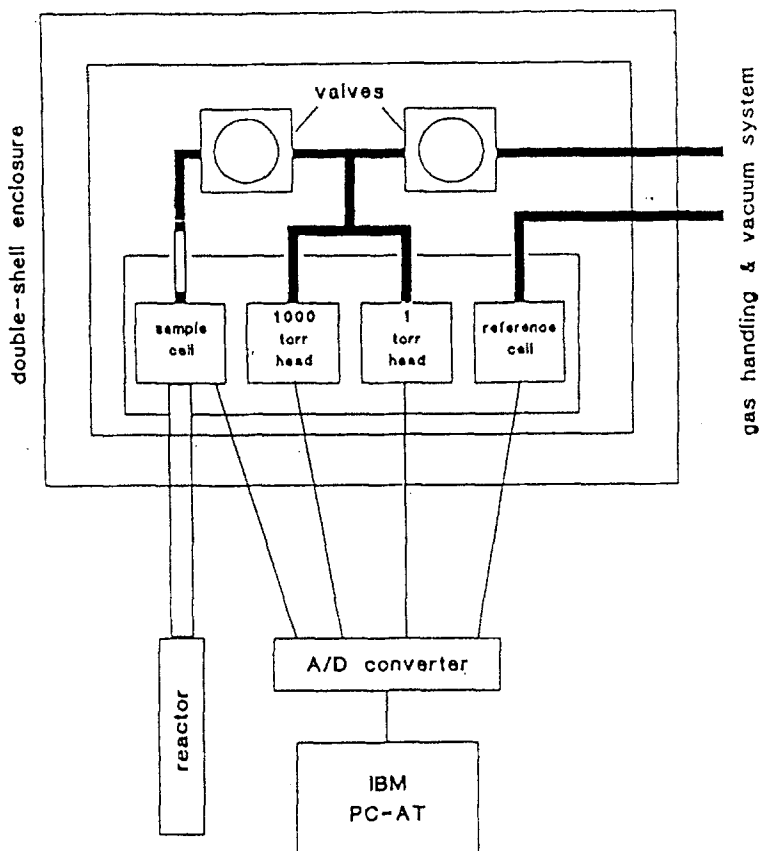 double-shell enclosure
valves
gas handling & vacuum system
sample
cell
1000
torr
head
1
torr
head
reference
cell
A/D converter
reactor
IBM
PC-AT